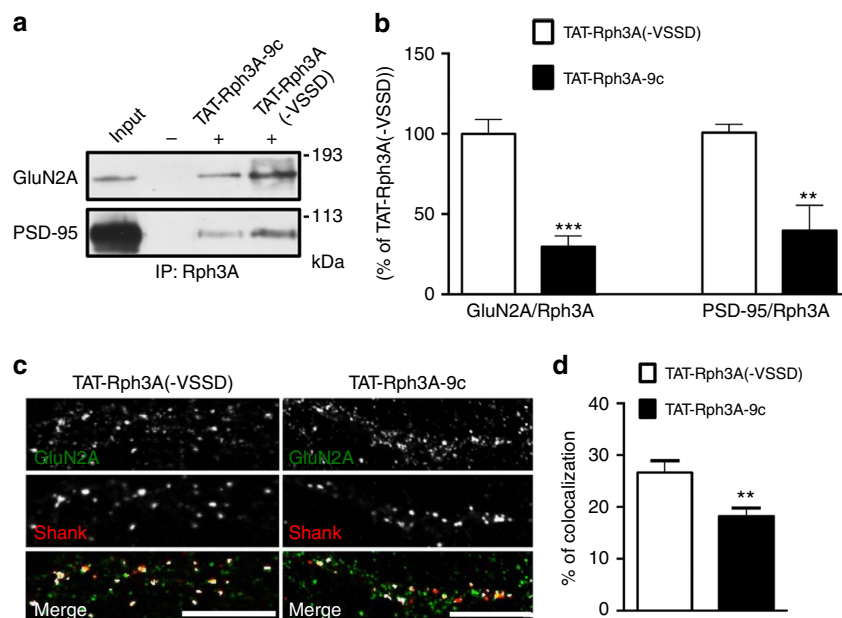 a
Input
–
TAT-Rph3A-9c
+
TAT-Rph3A
(-VSSD)
+
193
GluN2A
113
PSD-95
kDa
IP: Rph3A
b
TAT-Rph3A(-VSSD)
TAT-Rph3A-9c
(% of TAT-Rph3A(-VSSD))
150
100
50
0
***
**
GluN2A/Rph3A
PSD-95/Rph3A
c
TAT-Rph3A(-VSSD)
TAT-Rph3A-9c
GluN2A
GluN2A
Shank
Shank
Merge
Merge
d
TAT-Rph3A(-VSSD)
TAT-Rph3A-9c
% of colocalization
40
30
20
10
0
**